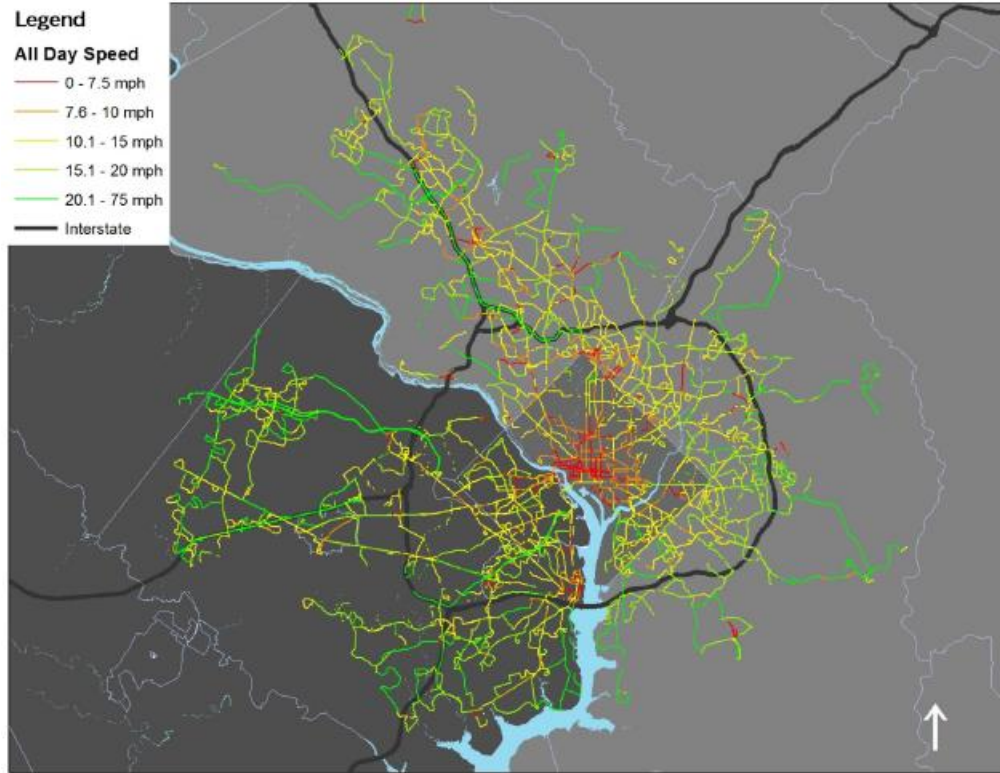 Legend
All Day Speed
0 - 7.5 mph
7.6 - 10 mph
10.1 - 15 mph
15.1 - 20 mph
20.1 - 75 mph
Interstate